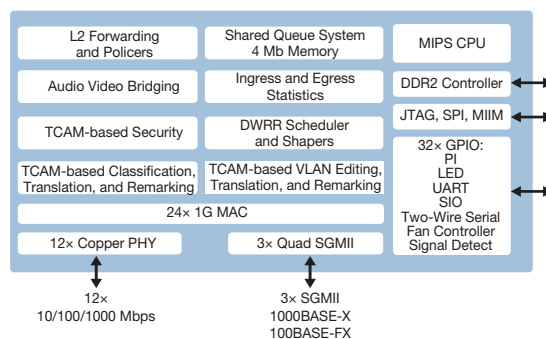 L2 Forwarding
and Policers
Shared Queue System
4 Mb Memory
MIPS CPU
Audio Video Bridging
Ingress and Egress
Statistics
DDR2 Controller
TCAM-based Security
DWRR Scheduler
and Shapers
JTAG, SPI, MIIM
TCAM-based Classification,
Translation, and Remarking
TCAM-based VLAN Editing,
Translation, and Remarking
32× GPIO:
PI
LED
UART
SIO
Two-Wire Serial
Fan Controller
Signal Detect
24× 1G MAC
12× Copper PHY
3× Quad SGMII
12×
10/100/1000 Mbps
3× SGMII
1000BASE-X
100BASE-FX